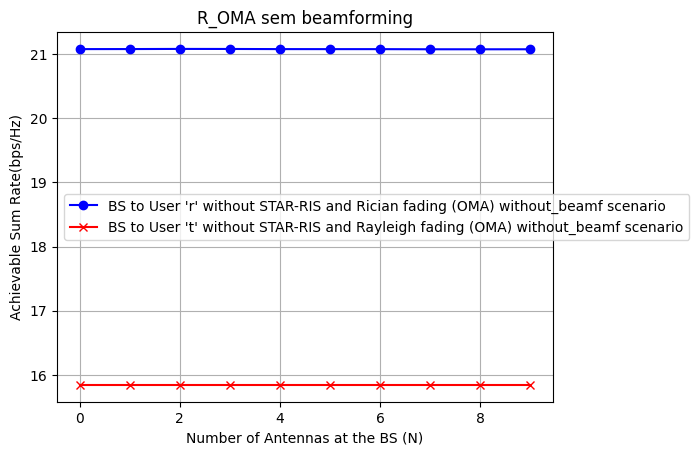 R_OMA sem beamforming
21
20
19
18
17
16
Achievable Sum Rate(bps/Hz)
BS to User 'r' without STAR-RIS and Rician fading (OMA) without_beamf scenario
BS to User 't' without STAR-RIS and Rayleigh fading (OMA) without_beamf scenario
0 2 4 6 8
Number of Antennas at the BS (N)